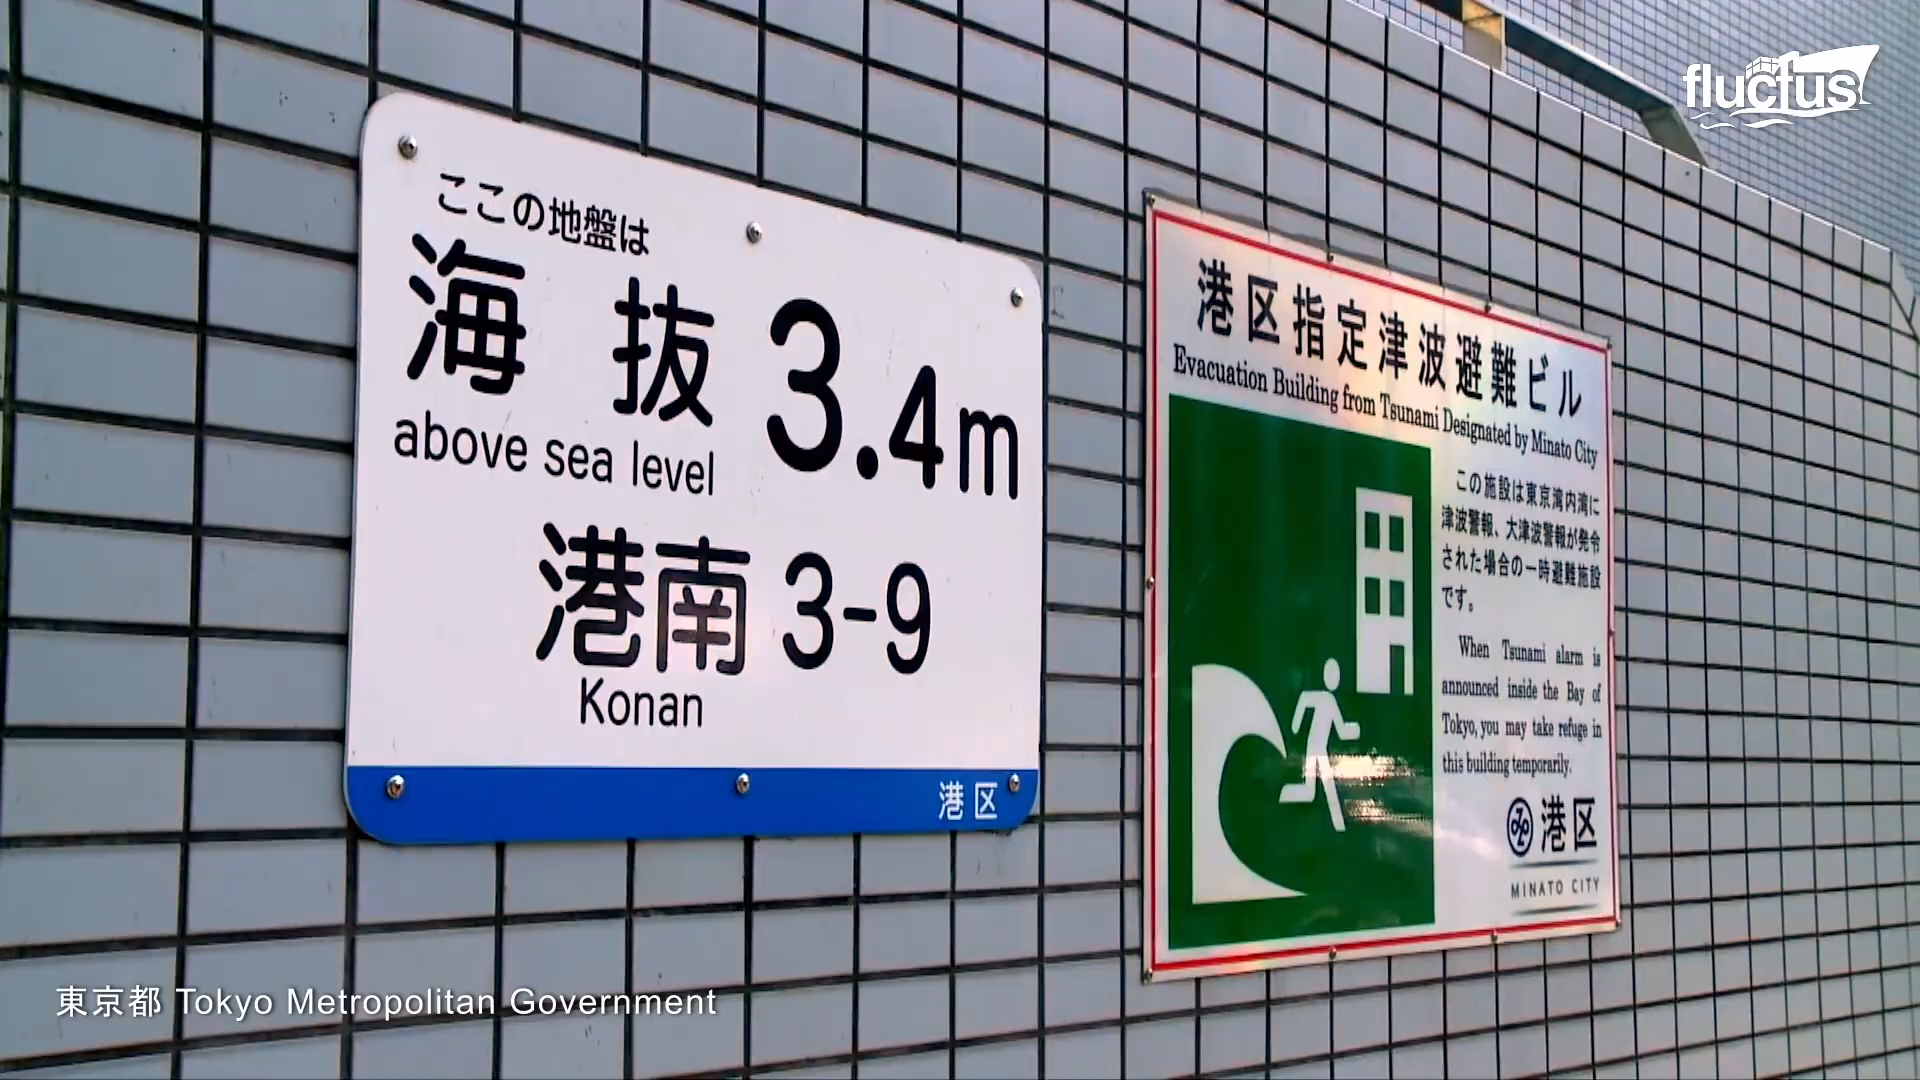 ここの地盤は
海抜 3.4m
above sea level
港南 3-9
Konan
港区
港区指定津波避難ビル
Evacuation Building from Tsunami Designated by Minato City
この施設は東京湾内湾に
津波警報、大津波警報が発令
された場合の一時避難施設
です。
When Tsunami alarm is
announced inside the Bay of
Tokyo, you may take refuge in
this building temporarily.
港区
MINATO CITY
fluctus
東京都 Tokyo Metropolitan Government